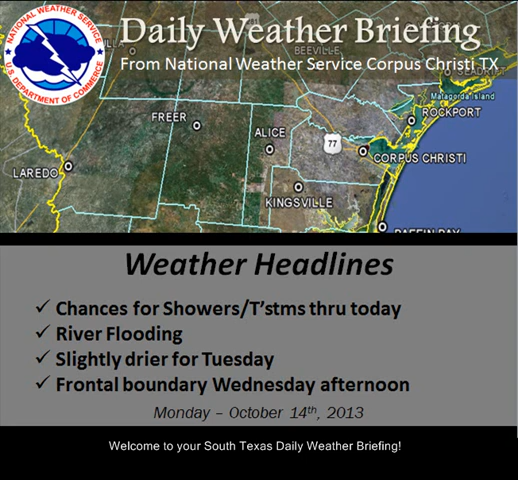 NATIONAL WEATHER SERVICE
U.S. DEPARTMENT OF COMMERCE
Daily Weather Briefing
From National Weather Service Corpus Christi TX
BEEVILLE
SEADRIFT
Matagorda Island
ROCKPORT
FREER
ALICE
77
CORPUS CHRISTI
LAREDO
KINGSVILLE
BAFFIN BAY
Weather Headlines
✓ Chances for Showers/T'stms thru today
✓ River Flooding
✓ Slightly drier for Tuesday
✓ Frontal boundary Wednesday afternoon
Monday – October 14th, 2013
Welcome to your South Texas Daily Weather Briefing!